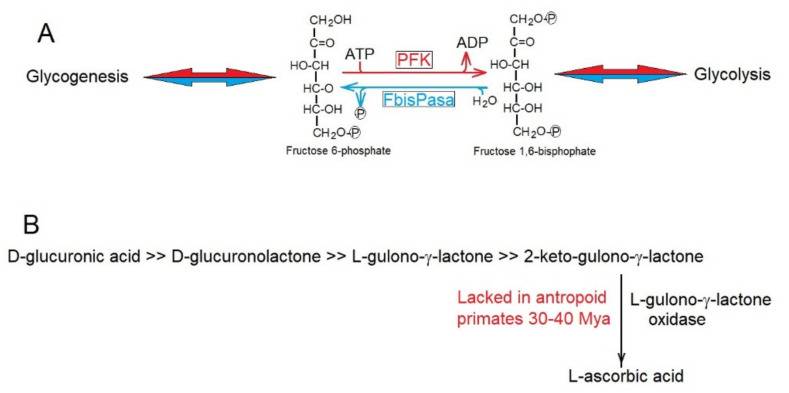 A
Glycogenesis
CH₂OH
C=O
HO-CH
HC-O
HC-OH
CH₂O-P
Fructose 6-phosphate
ATP
PFK
ADP
P
FbisPasa
H₂O
CH₂O-P
C=O
HO-CH
HC-OH
HC-OH
CH₂O-P
Fructose 1,6-bisphophate
Glycolysis
B
D-glucuronic acid >> D-glucuronolactone >> L-gulono-γ-lactone >> 2-keto-gulono-γ-lactone
Lacked in antropoid
primates 30-40 Mya
L-gulono-γ-lactone
oxidase
L-ascorbic acid